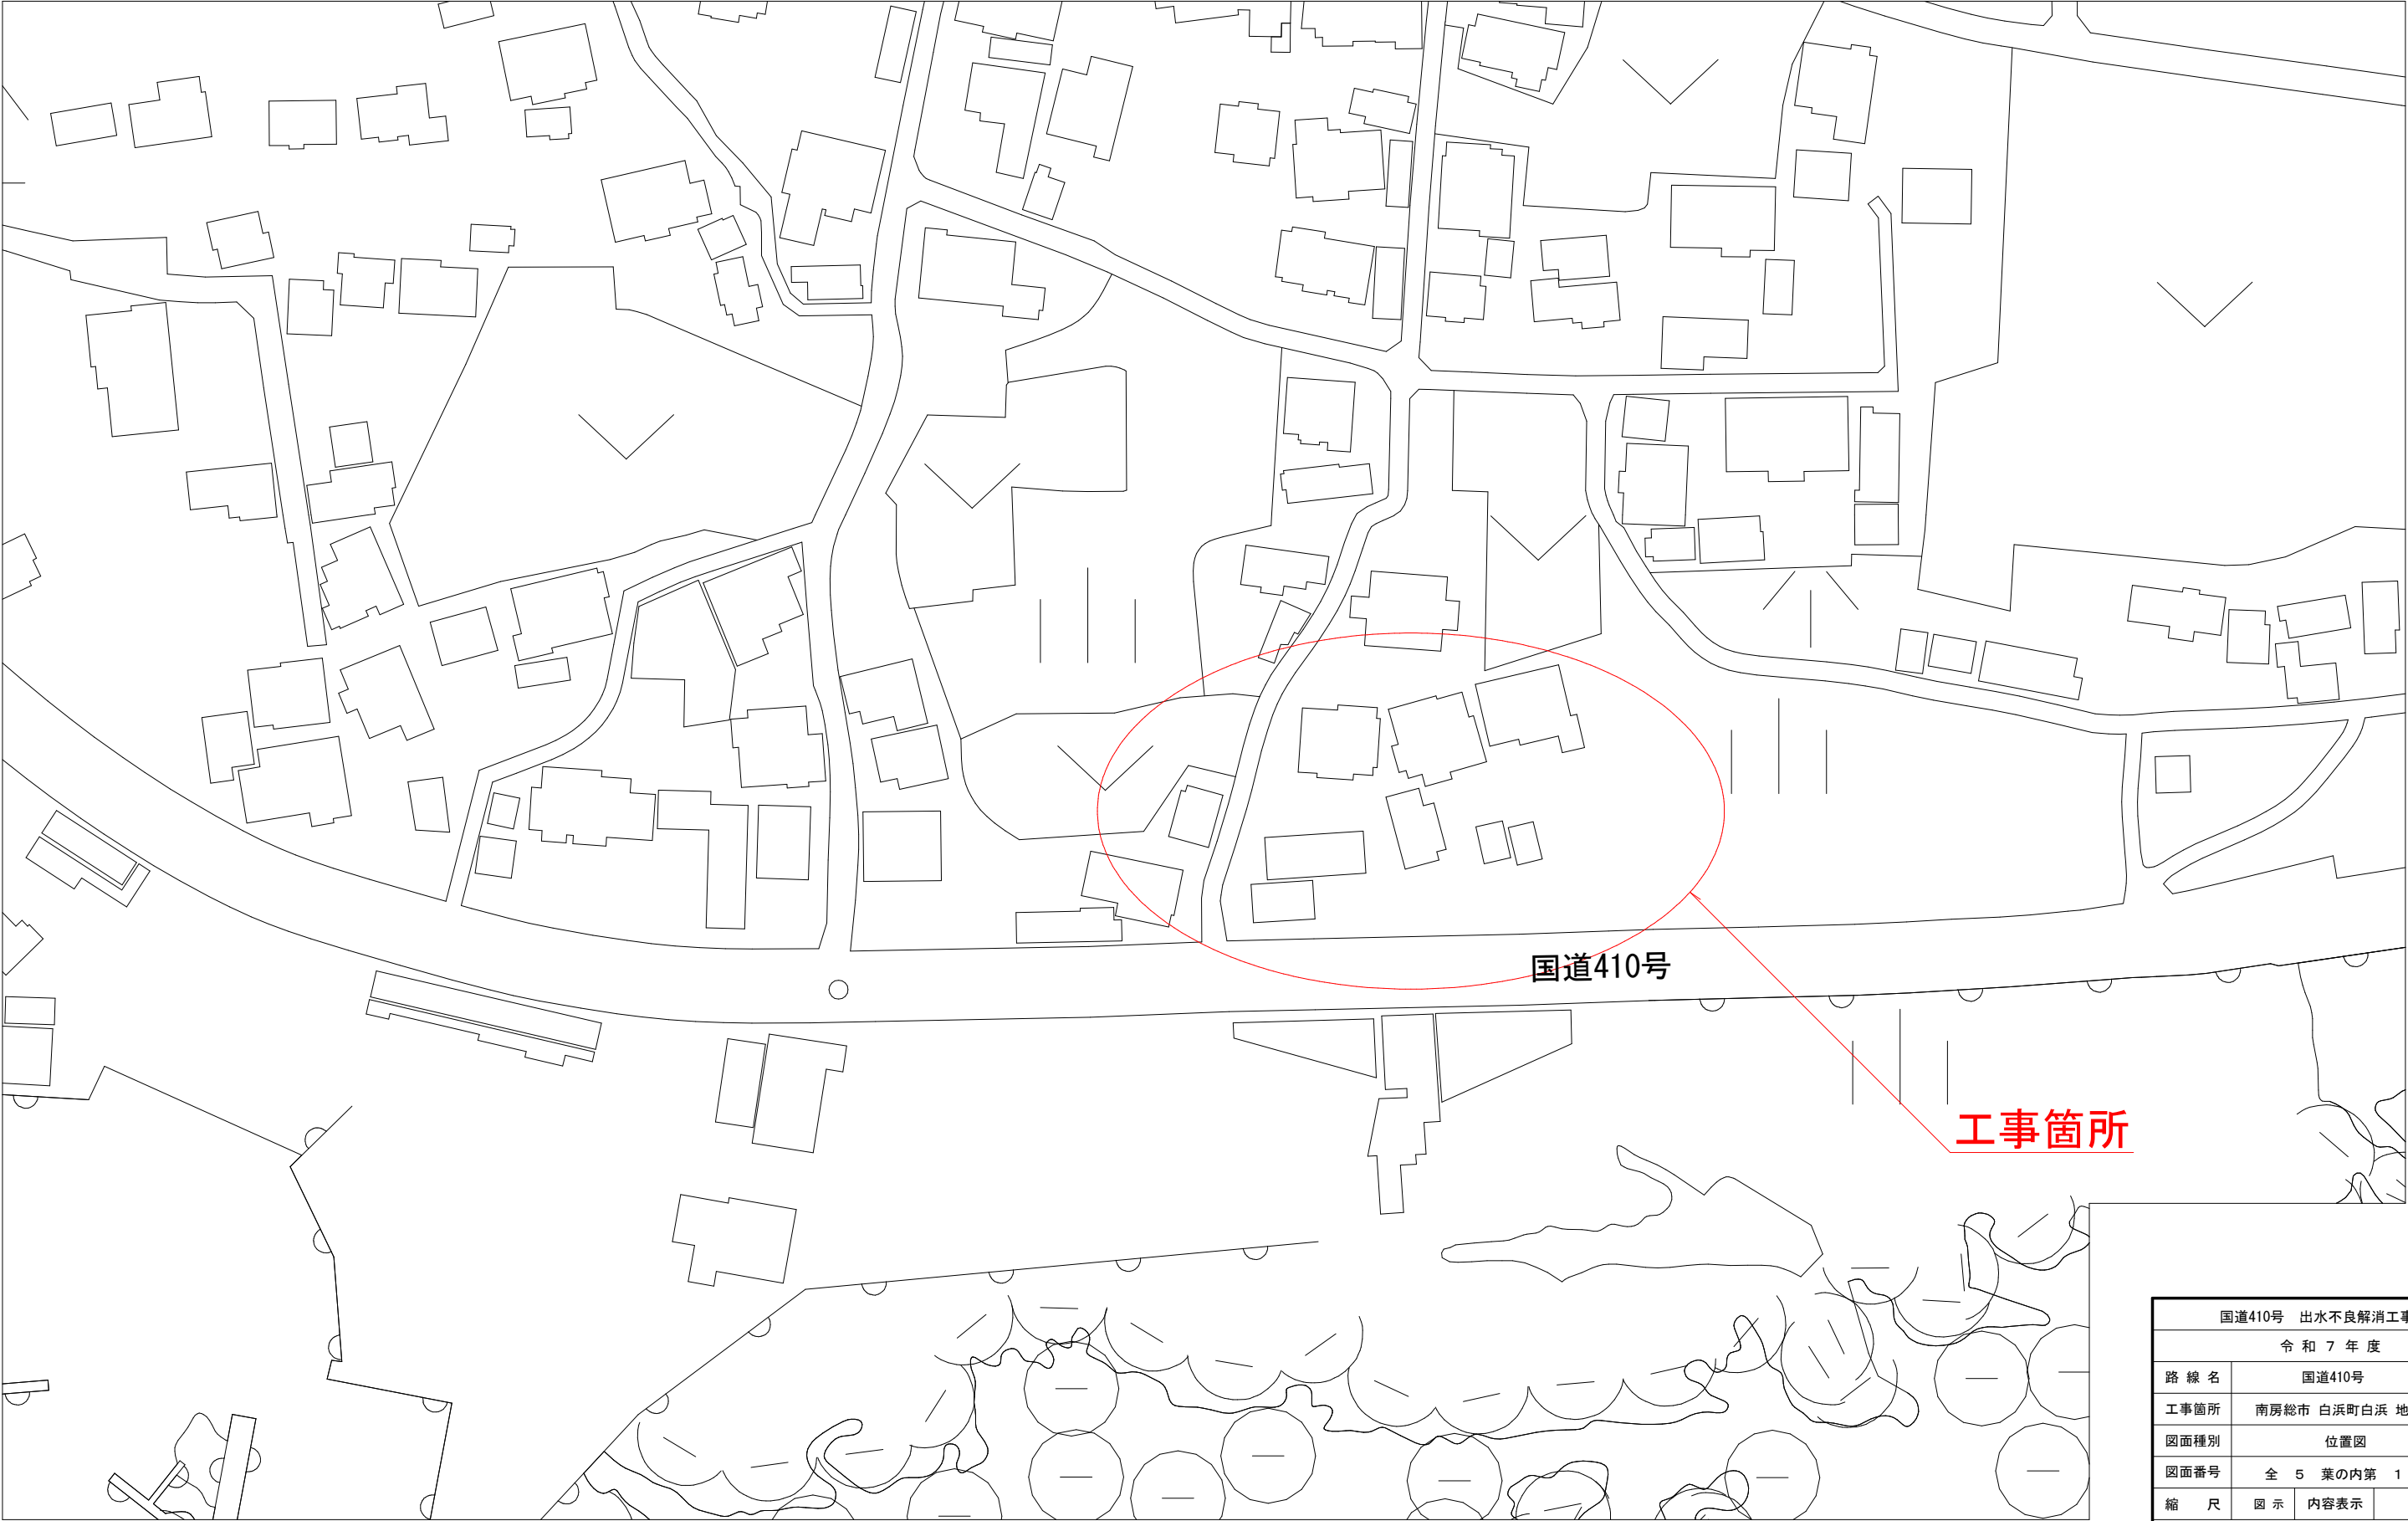 国道410号
工事箇所
国道410号 出水不良解消工事
令和7年度
路線名 国道410号
工事箇所 南房総市 白浜町白浜 地
図面種別 位置図
図面番号 全 5 葉の内第 1
縮尺 図示 内容表示